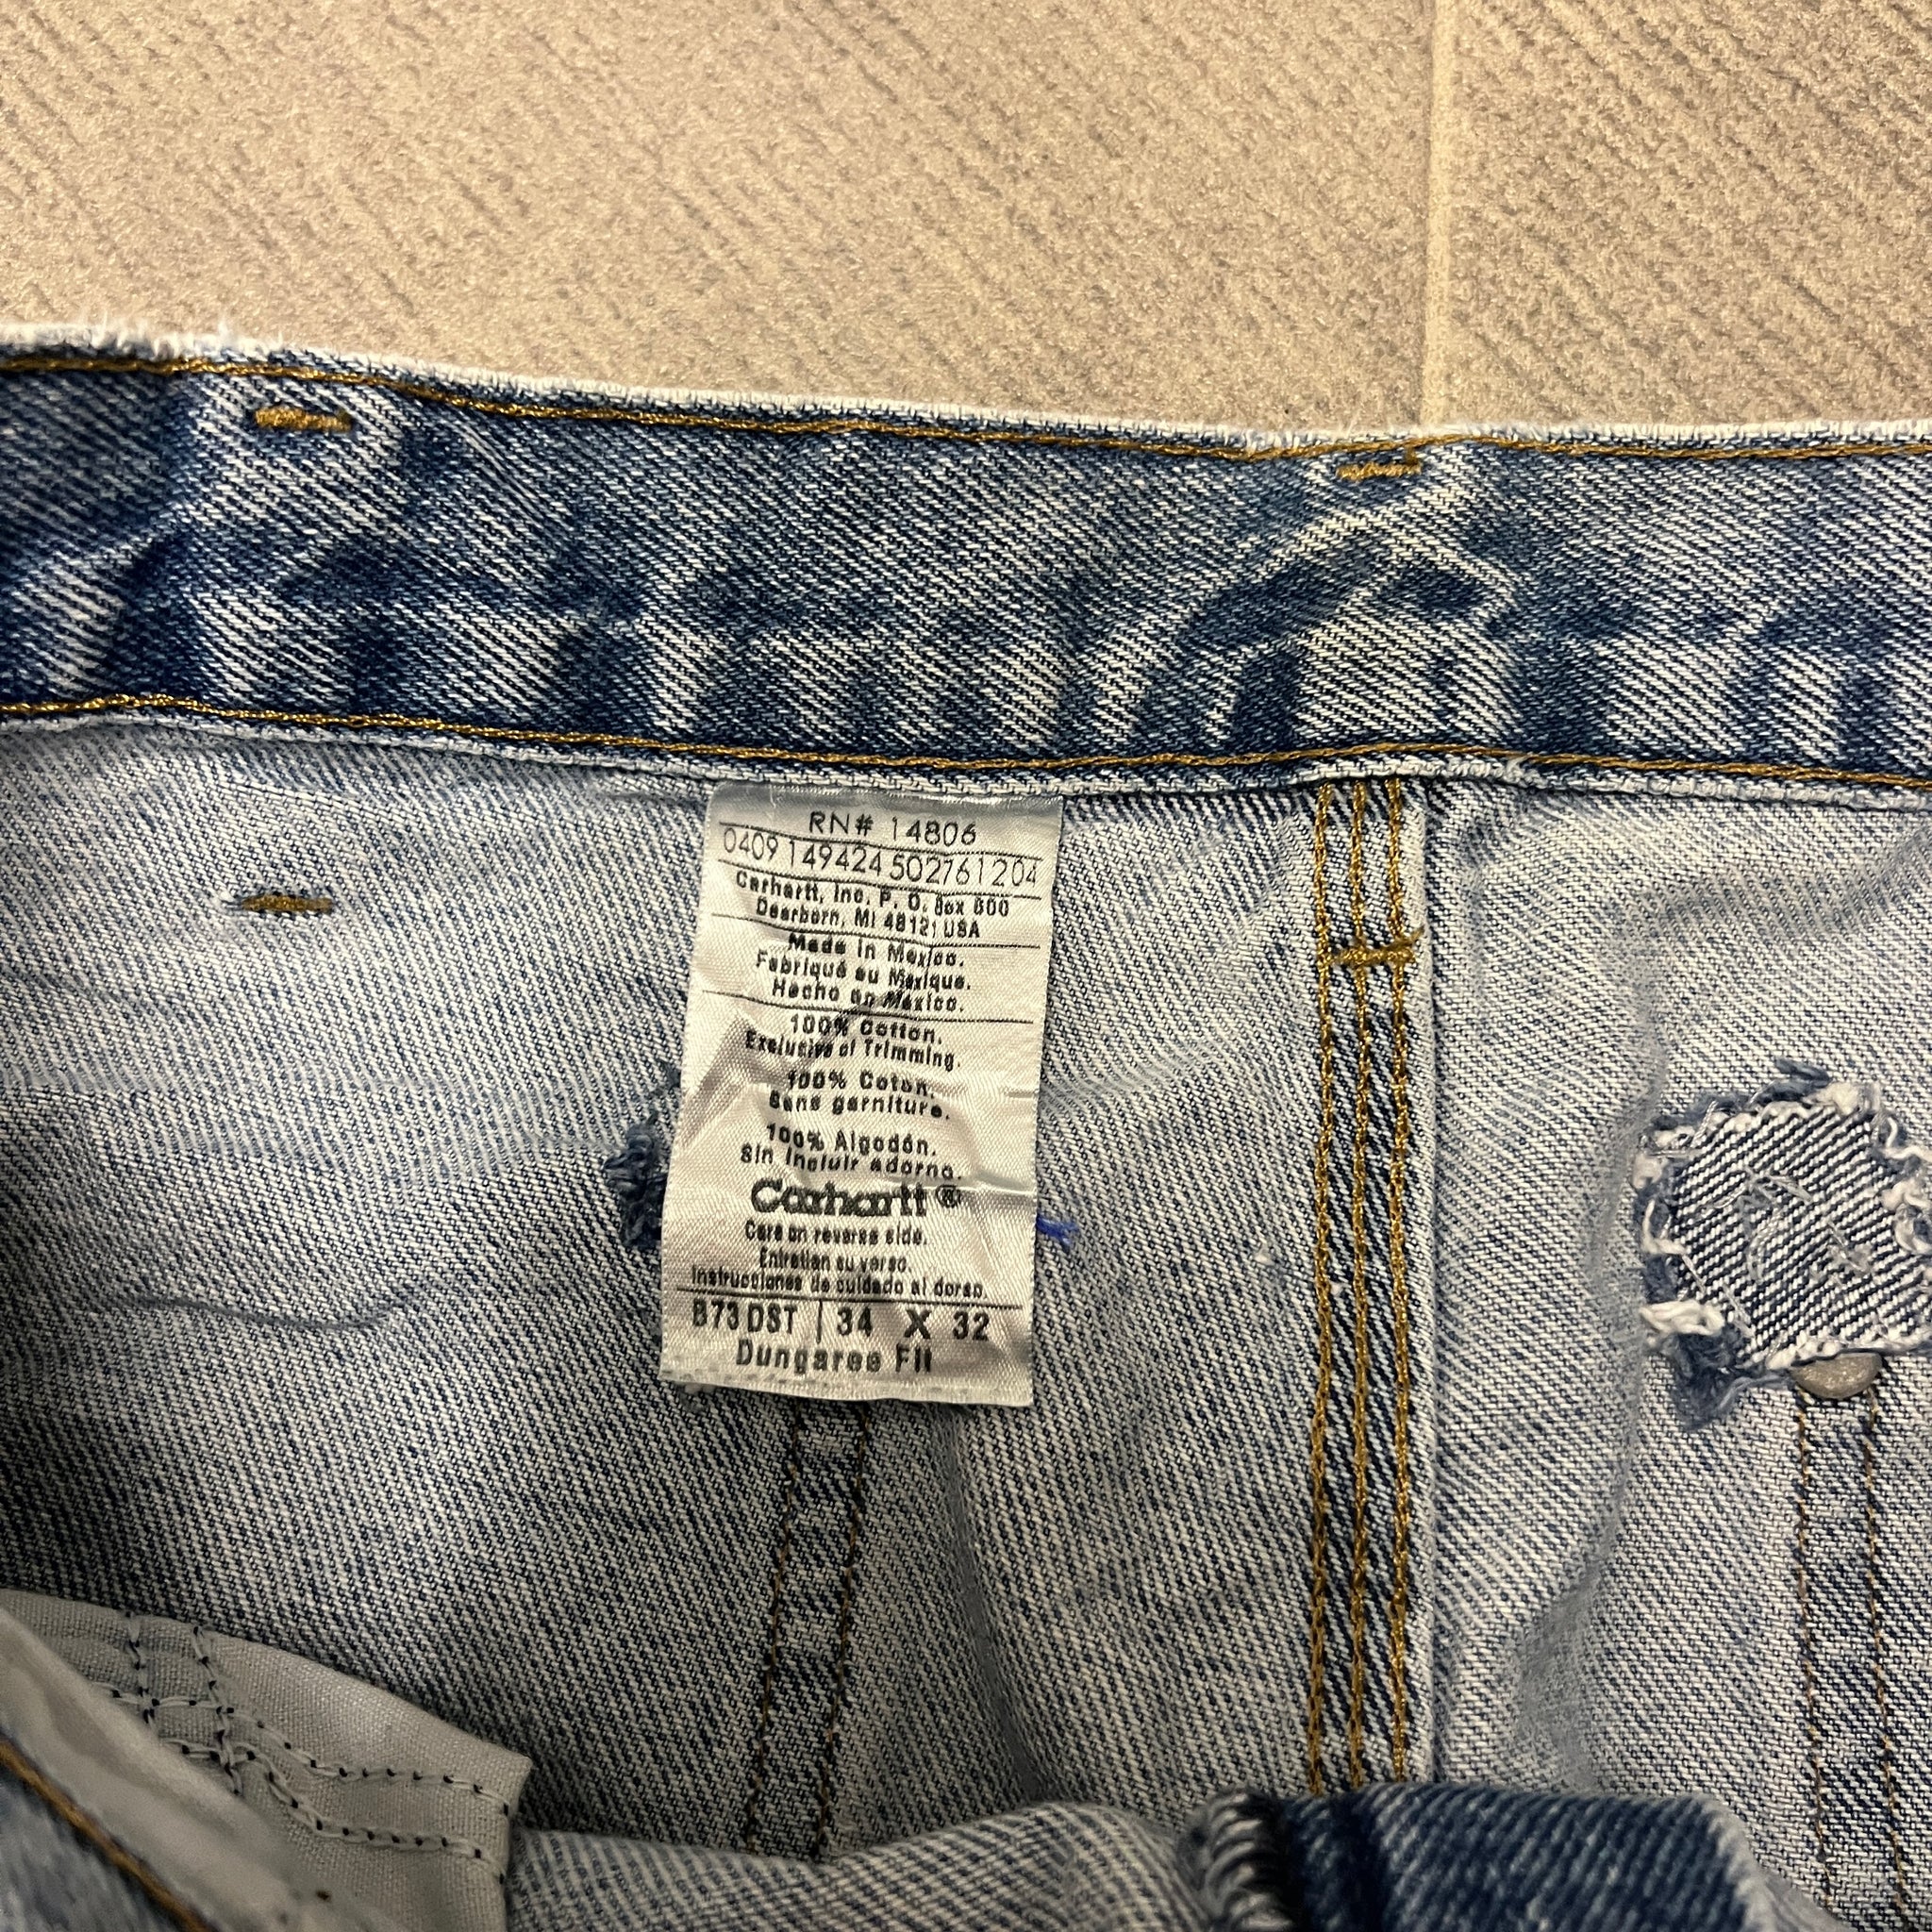 RN# 14806
0409 149424 502761204
Carhartt, Inc. P. O. Box 600
Dearborn, MI 48121 USA
Made in Mexico.
Fabriqué au Mexique.
Hecho en México.
100% Cotton.
Exclusive of Trimming.
100% Coton.
Sans garniture.
100% Algodón.
Sin incluir adorno.
Carhartt®
Care on reverse side.
Entretien au verso.
Instrucciones de cuidado al dorso.
B73 DST | 34 X 32
Dungaree Fit